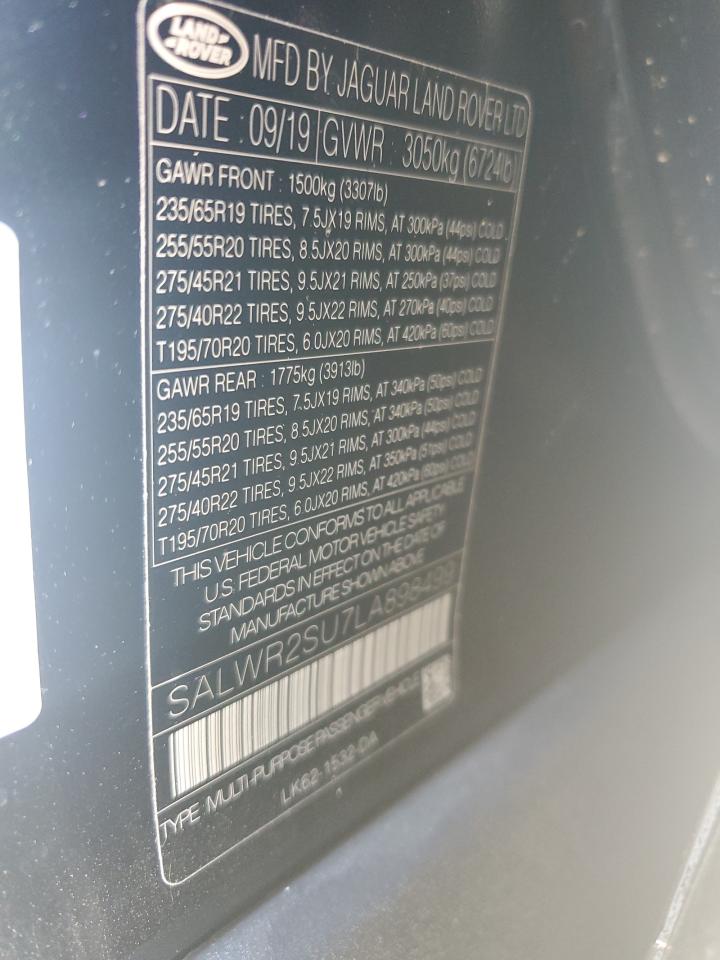 LAND
ROVER
MFD BY JAGUAR LAND ROVER LTD
DATE : 09/19 GVWR : 3050kg (6724lb)
GAWR FRONT : 1500kg (3307lb)
235/65R19 TIRES, 7.5JX19 RIMS, AT 300kPa (44psi) COLD
255/55R20 TIRES, 8.5JX20 RIMS, AT 300kPa (44psi) COLD
275/45R21 TIRES, 9.5JX21 RIMS, AT 250kPa (37psi) COLD
275/40R22 TIRES, 9.5JX22 RIMS, AT 270kPa (40psi) COLD
T195/70R20 TIRES, 6.0JX20 RIMS, AT 420kPa (60psi) COLD
GAWR REAR : 1775kg (3913lb)
235/65R19 TIRES, 7.5JX19 RIMS, AT 340kPa (50psi) COLD
255/55R20 TIRES, 8.5JX20 RIMS, AT 340kPa (50psi) COLD
275/45R21 TIRES, 9.5JX21 RIMS, AT 300kPa (44psi) COLD
275/40R22 TIRES, 9.5JX22 RIMS, AT 350kPa (51psi) COLD
T195/70R20 TIRES, 6.0JX20 RIMS, AT 420kPa (60psi) COLD
THIS VEHICLE CONFORMS TO ALL APPLICABLE
U.S. FEDERAL MOTOR VEHICLE SAFETY
STANDARDS IN EFFECT ON THE DATE OF
MANUFACTURE SHOWN ABOVE
SALWR2SU7LA898499
TYPE : MULTI-PURPOSE PASSENGER VEHICLE
LK62-1532-DA